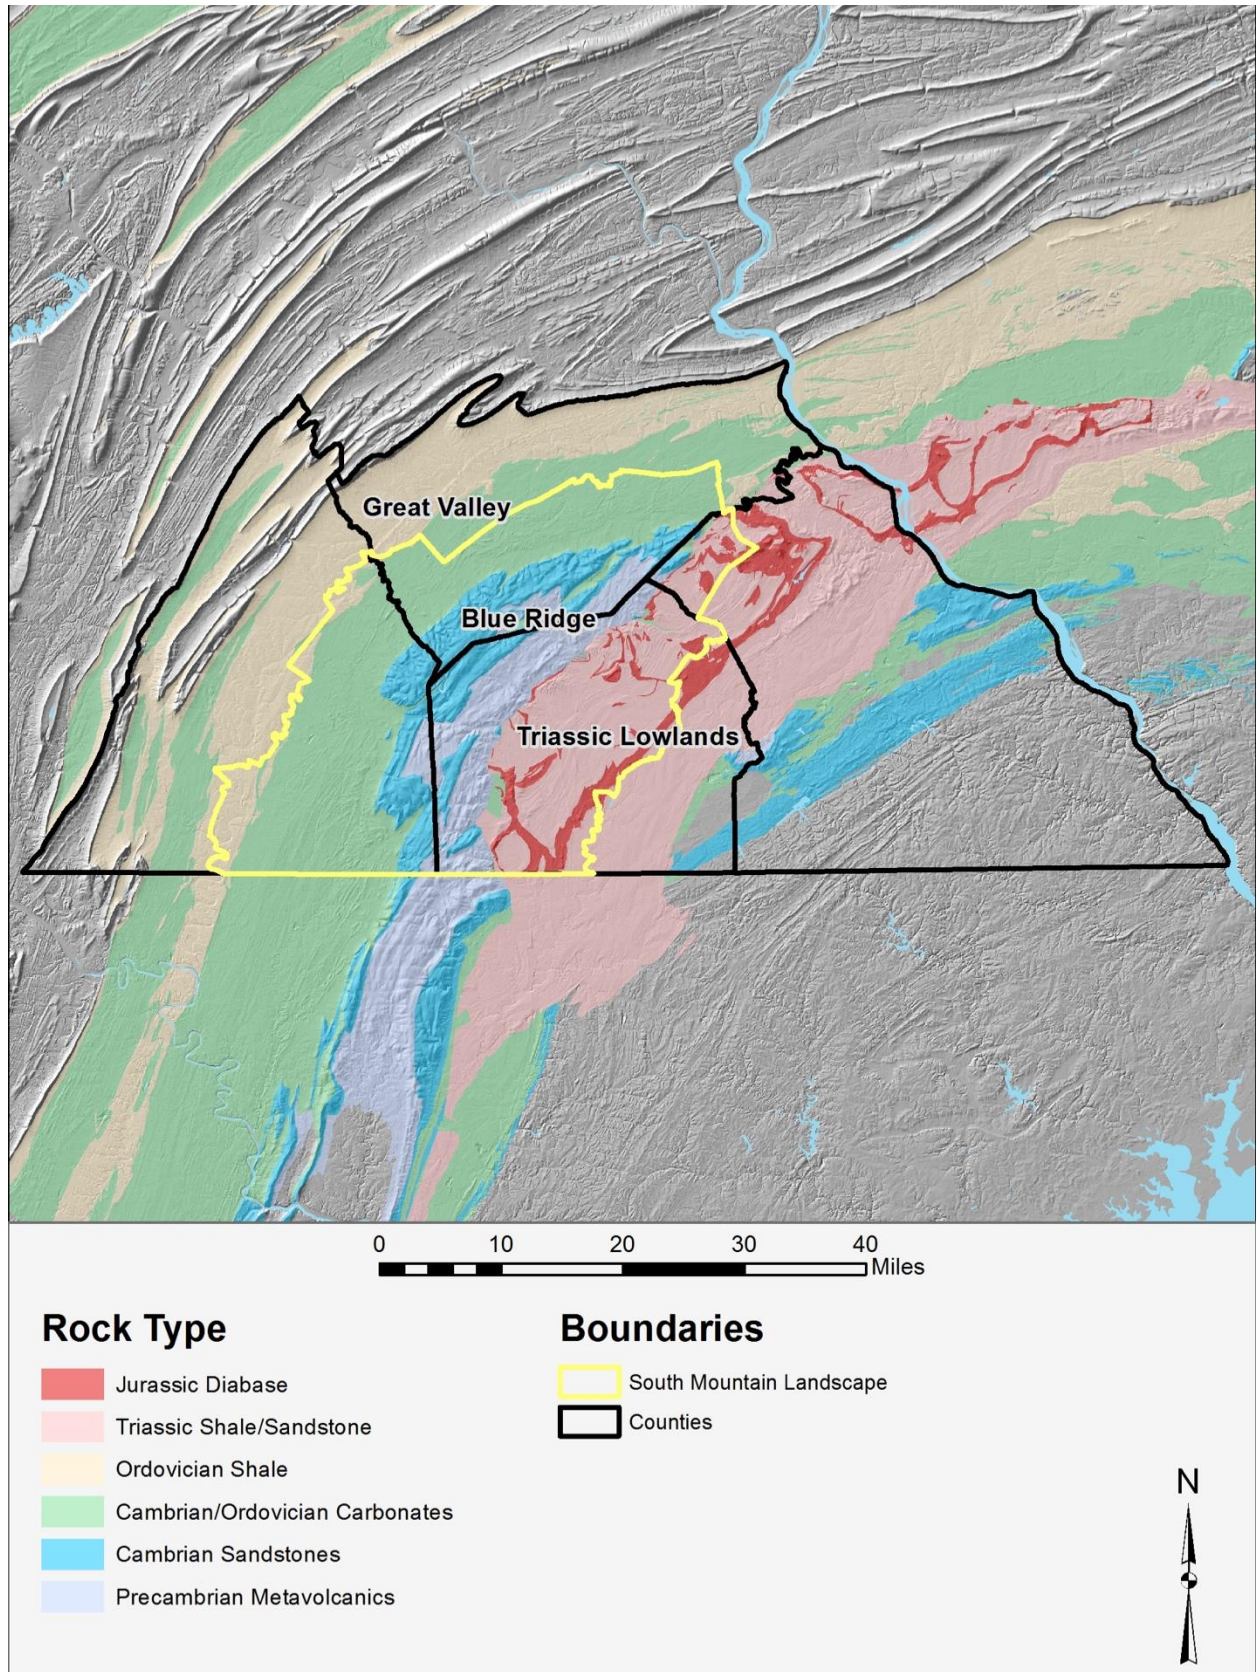 Great Valley
Blue Ridge
Triassic Lowlands
0 10 20 30 40
Miles
Rock Type
Jurassic Diabase
Triassic Shale/Sandstone
Ordovician Shale
Cambrian/Ordovician Carbonates
Cambrian Sandstones
Precambrian Metavolcanics
Boundaries
South Mountain Landscape
Counties
N